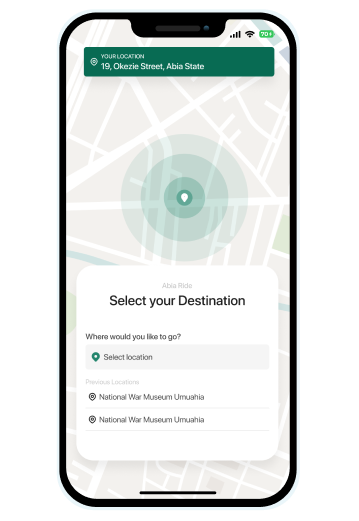 70
YOUR LOCATION
19, Okezie Street, Abia State
Abia Ride
Select your Destination
Where would you like to go?
Select location
Previous Locations
National War Museum Umuahia
National War Museum Umuahia